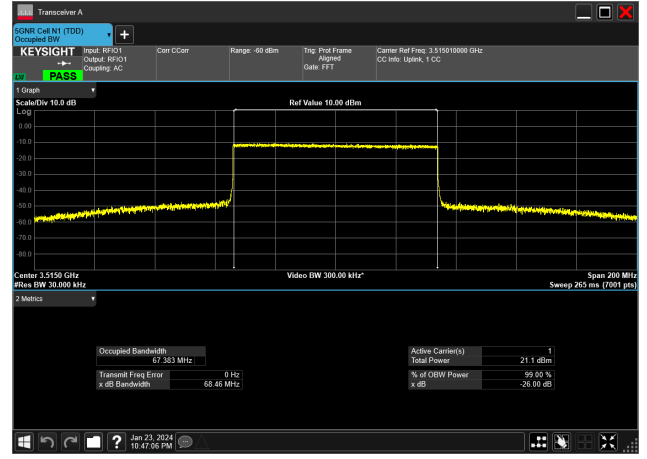 Transceiver A
5GNR Cell N1 (TDD)
Occupied BW
+
KEYSIGHT
LW
PASS
Input: RFIO1
Output: RFIO1
Coupling: AC
Corr CCorr
Range: -60 dBm
Trig: Prot Frame
Aligned
Gate: FFT
Carrier Ref Freq: 3.515010000 GHz
CC Info: Uplink, 1 CC
1 Graph
Scale/Div 10.0 dB
Ref Value 10.00 dBm
Log
0.00
-10.0
-20.0
-30.0
-40.0
-50.0
-60.0
-70.0
-80.0
Center 3.5150 GHz
Video BW 300.00 kHz*
Span 200 MHz
#Res BW 30.000 kHz
Sweep 265 ms (7001 pts)
2 Metrics
Occupied Bandwidth
67.383 MHz
Transmit Freq Error 0 Hz
x dB Bandwidth 68.46 MHz
Active Carrier(s) 1
Total Power 21.1 dBm
% of OBW Power 99.00 %
x dB -26.00 dB
?
Jan 23, 2024
10:47:06 PM